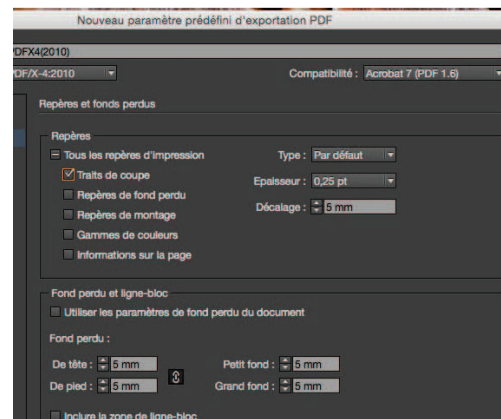 Nouveau paramètre prédéfini d'exportation PDF
PDFX4(2010)
PDF/X-4:2010 Compatibilité : Acrobat 7 (PDF 1.6)
Repères et fonds perdus
Repères
Tous les repères d'impression Type : Par défaut
Traits de coupe Epaisseur : 0,25 pt
Repères de fond perdu Décalage : 5 mm
Repères de montage
Gammes de couleurs
Informations sur la page
Fond perdu et ligne-bloc
Utiliser les paramètres de fond perdu du document
Fond perdu :
De tête : 5 mm Petit fond : 5 mm
De pied : 5 mm Grand fond : 5 mm
Inclure la zone de ligne-bloc